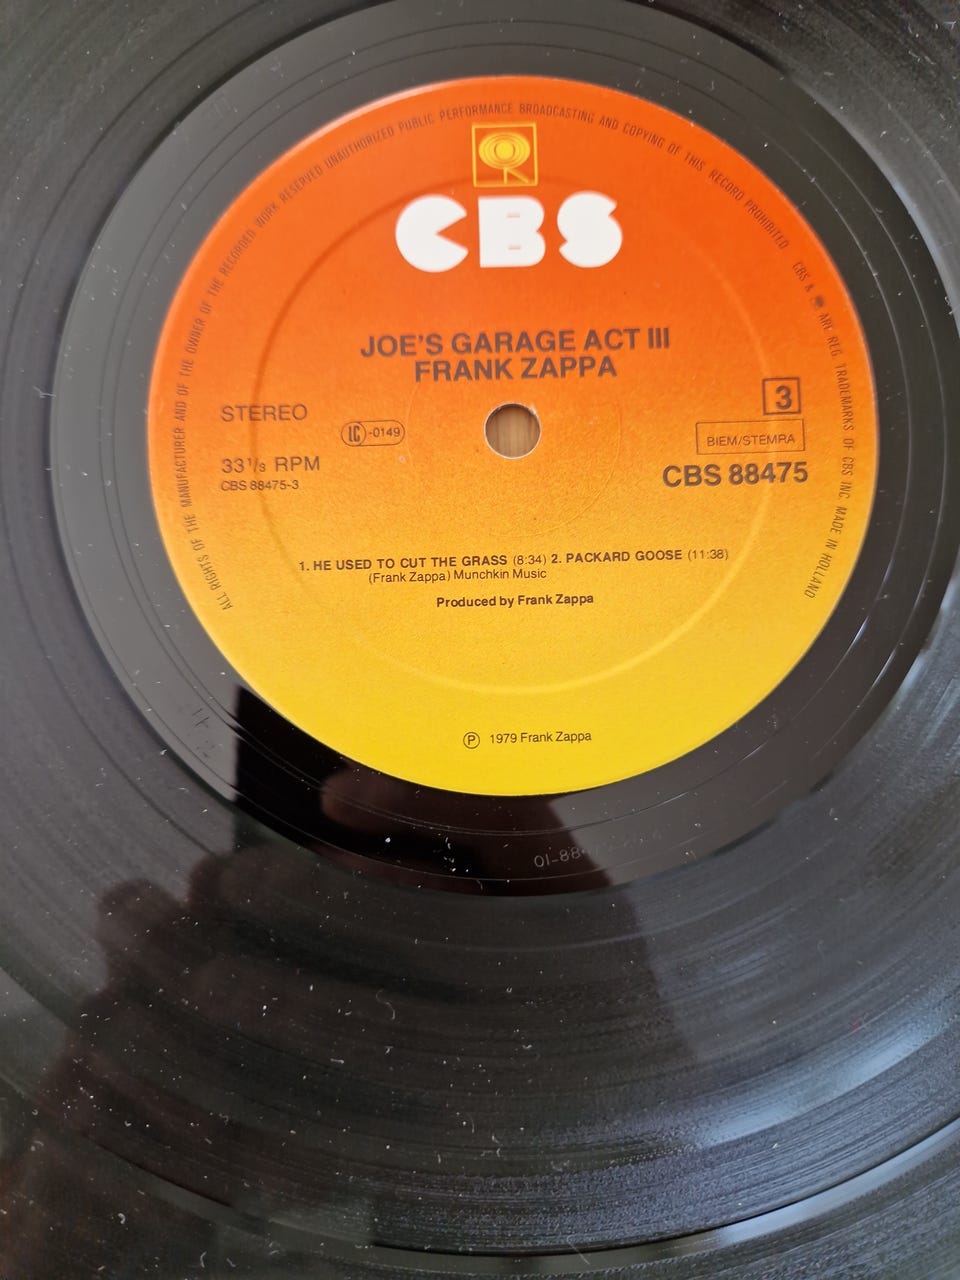 ALL RIGHTS OF THE MANUFACTURER AND OF THE OWNER OF THE RECORDED WORK RESERVED UNAUTHORIZED PUBLIC PERFORMANCE BROADCASTING AND COPYING OF THIS RECORD PROHIBITED CBS & ARE REG. TRADEMARKS OF CBS INC. MADE IN HOLLAND
CBS
JOE'S GARAGE ACT III
FRANK ZAPPA
STEREO
LC-0149
3
BIEM/STEMRA
33 1/3 RPM
CBS 88475
CBS 88475-3
1. HE USED TO CUT THE GRASS (8:34) 2. PACKARD GOOSE (11:38)
(Frank Zappa) Munchkin Music
Produced by Frank Zappa
Ⓟ 1979 Frank Zappa